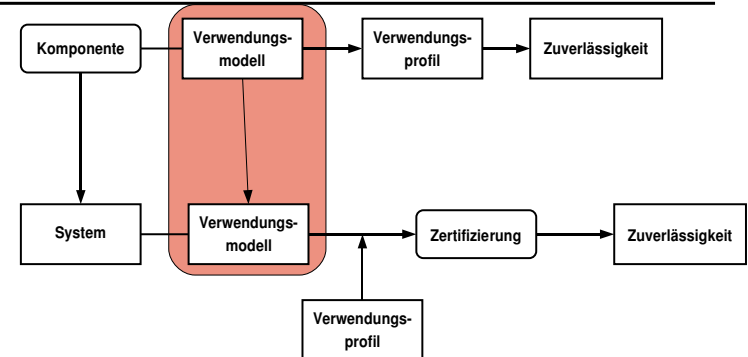 Komponente
Verwendungs-
modell
Verwendungs-
profil
Zuverlässigkeit
System
Verwendungs-
modell
Zertifizierung
Zuverlässigkeit
Verwendungs-
profil